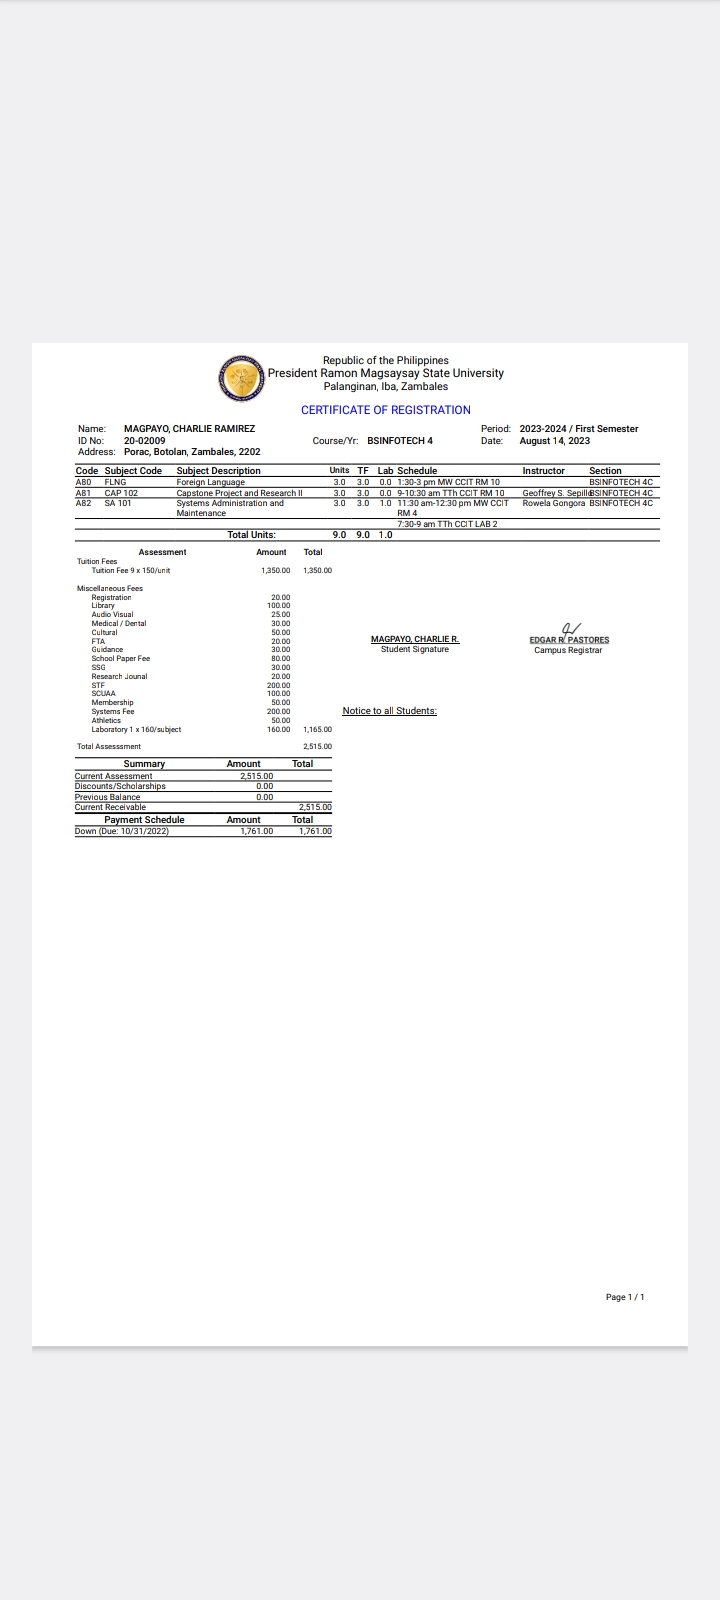 Republic of the Philippines
President Ramon Magsaysay State University
Palanginan, Iba, Zambales
CERTIFICATE OF REGISTRATION
Name: MAGPAYO, CHARLIE RAMIREZ Period: 2023-2024 / First Semester
ID No: 20-02009 Course/Yr: BSINFOTECH 4 Date: August 14, 2023
Address: Porac, Botolan, Zambales, 2202
Code Subject Code Subject Description Units TF Lab Schedule Instructor Section
A80 FLNG Foreign Language 3.0 3.0 0.0 1:30-3 pm MW CCIT RM 10 BSINFOTECH 4C
A81 CAP 102 Capstone Project and Research II 3.0 3.0 0.0 9-10:30 am TTh CCIT RM 10 Geoffrey S. BSINFOTECH 4C
A82 SA 101 Systems Administration and 3.0 3.0 1.0 11:30 am-12:30 pm MW CCIT Rowela Gongora BSINFOTECH 4C
Maintenance RM 4
7:30-9 am TTh CCIT LAB 2
Total Units: 9.0 9.0 1.0
Assessment Amount Total
Tuition Fees
Tuition Fee 9 x 150/unit 1,350.00 1,350.00
Miscellaneous Fees
Registration 20.00
Library 100.00
Audio Visual 25.00
Medical / Dental 30.00
Cultural 50.00
FTA 20.00
Guidance 30.00
School Paper Fee 80.00
SSG 30.00
Research Jounal 20.00
STF 200.00
SCUAA 100.00
Membership 50.00
Systems Fee 200.00
Athletics 50.00
Laboratory 1 x 160/subject 160.00 1,165.00
Total Assesssment 2,515.00
MAGPAYO, CHARLIE R. EDGAR R. PASTORES
Student Signature Campus Registrar
Notice to all Students:
Summary Amount Total
Current Assessment 2,515.00
Discounts/Scholarships 0.00
Previous Balance 0.00
Current Receivable 2,515.00
Payment Schedule Amount Total
Down (Due: 10/31/2022) 1,761.00 1,761.00
Page 1 / 1